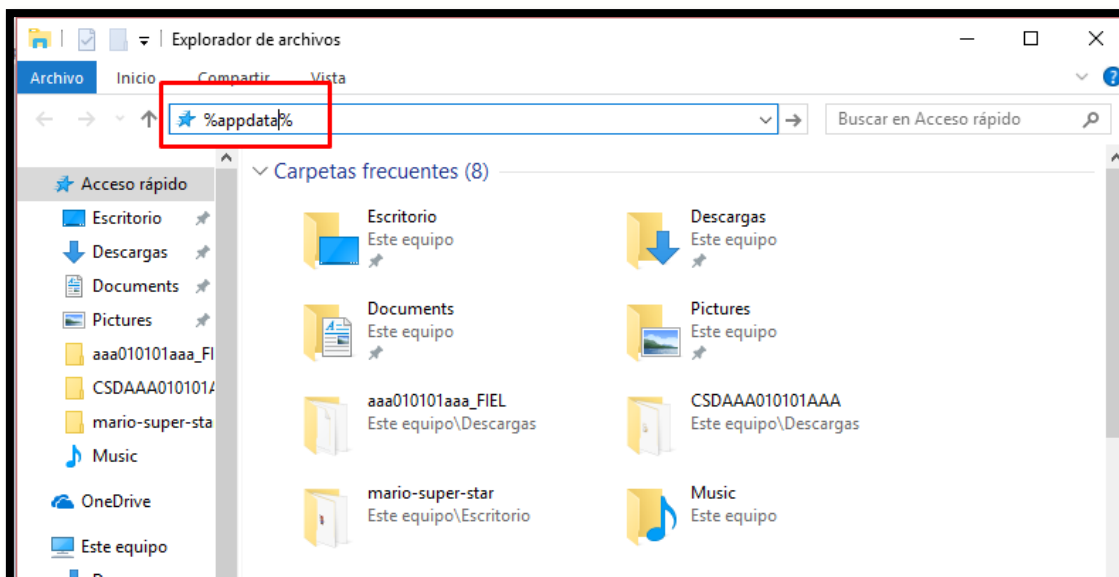 Explorador de archivos
Archivo Inicio Compartir Vista
%appdata%
Buscar en Acceso rápido
Acceso rápido
Escritorio
Descargas
Documents
Pictures
aaa010101aaa_FI
CSDAAA010101A
mario-super-sta
Music
OneDrive
Este equipo
Carpetas frecuentes (8)
Escritorio
Este equipo
Descargas
Este equipo
Documents
Este equipo
Pictures
Este equipo
aaa010101aaa_FIEL
Este equipo\Descargas
CSDAAA010101AAA
Este equipo\Descargas
mario-super-star
Este equipo\Escritorio
Music
Este equipo